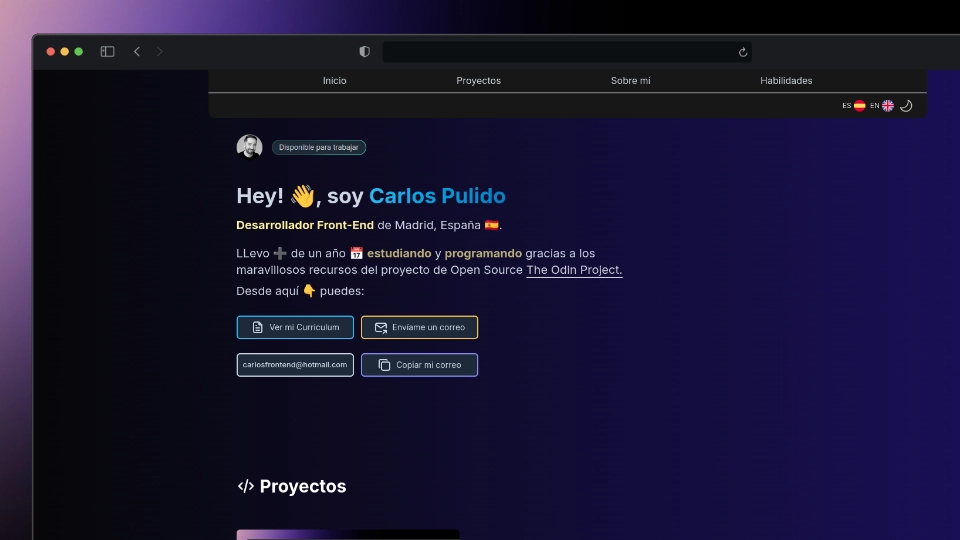 Inicio Proyectos Sobre mí Habilidades
ES EN
Disponible para trabajar
Hey! 👋, soy Carlos Pulido
Desarrollador Front-End de Madrid, España 🇪🇸.
LLevo ➕ de un año 📅 estudiando y programando gracias a los
maravillosos recursos del proyecto de Open Source The Odin Project.
Desde aquí 👇 puedes:
Ver mi Curriculum Enviame un correo
carlosfrontend@hotmail.com Copiar mi correo
</> Proyectos